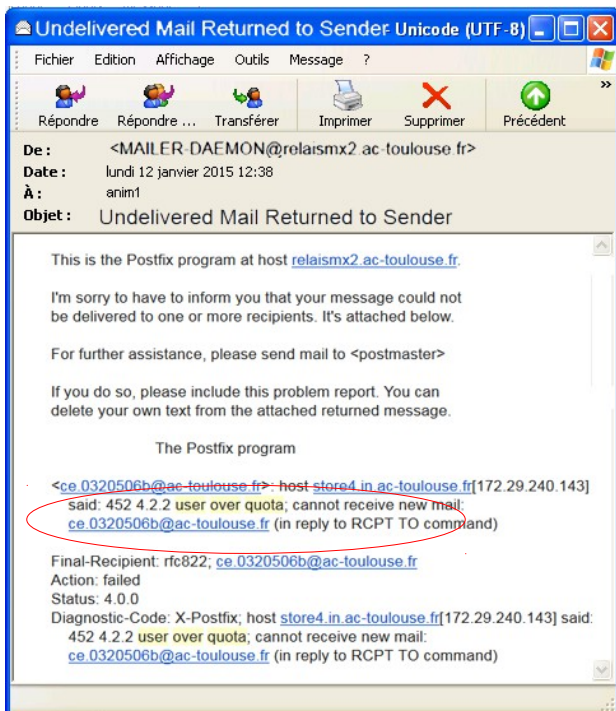 Undelivered Mail Returned to Sender Unicode (UTF-8)
Fichier Edition Affichage Outils Message ?
Répondre Répondre ... Transférer Imprimer Supprimer Précédent »
De : <MAILER-DAEMON@relaismx2.ac-toulouse.fr>
Date : lundi 12 janvier 2015 12:38
À : anim1
Objet : Undelivered Mail Returned to Sender
This is the Postfix program at host relaismx2.ac-toulouse.fr.
I'm sorry to have to inform you that your message could not
be delivered to one or more recipients. It's attached below.
For further assistance, please send mail to <postmaster>
If you do so, please include this problem report. You can
delete your own text from the attached returned message.
The Postfix program
<ce.0320506b@ac-toulouse.fr>: host store4.in.ac-toulouse.fr[172.29.240.143]
said: 452 4.2.2 user over quota; cannot receive new mail:
ce.0320506b@ac-toulouse.fr (in reply to RCPT TO command)
Final-Recipient: rfc822; ce.0320506b@ac-toulouse.fr
Action: failed
Status: 4.0.0
Diagnostic-Code: X-Postfix; host store4.in.ac-toulouse.fr[172.29.240.143] said:
452 4.2.2 user over quota; cannot receive new mail:
ce.0320506b@ac-toulouse.fr (in reply to RCPT TO command)